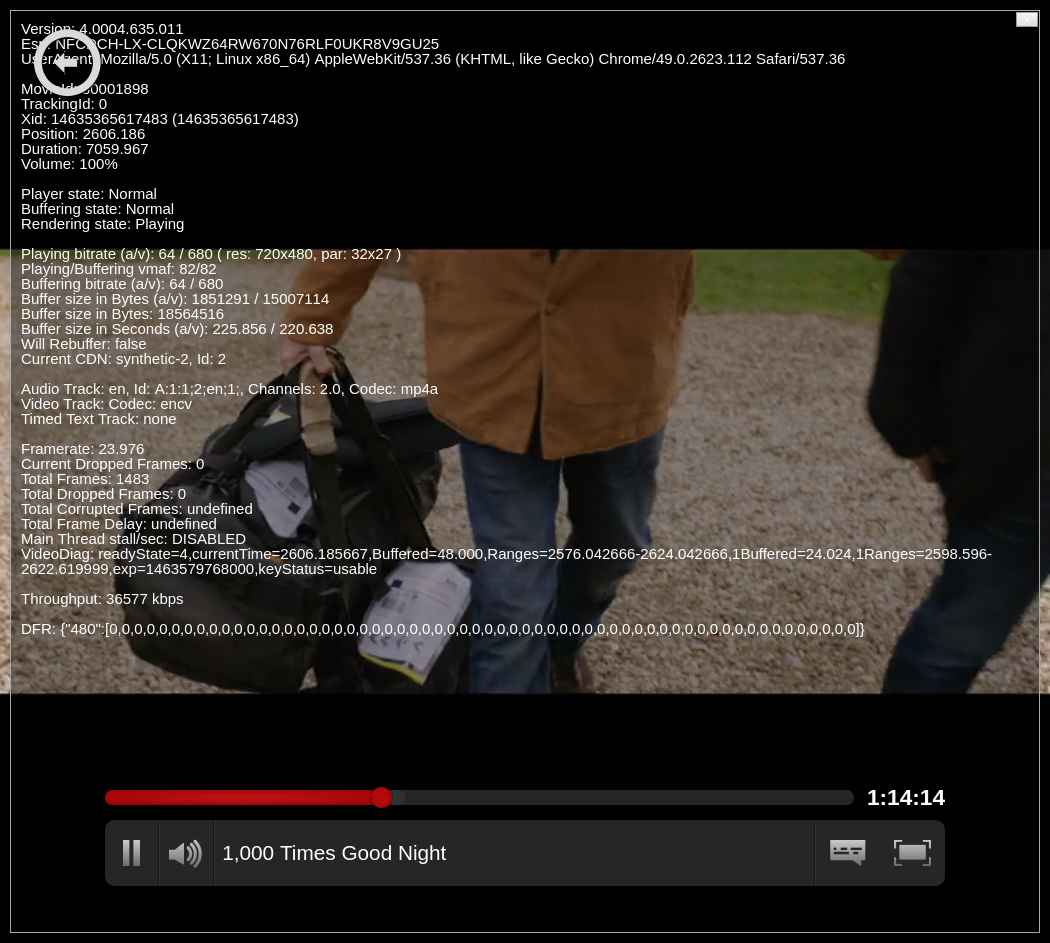 Version: 4.0004.635.011
Esn: NFCDCH-LX-CLQKWZ64RW670N76RLF0UKR8V9GU25
UserAgent: Mozilla/5.0 (X11; Linux x86_64) AppleWebKit/537.36 (KHTML, like Gecko) Chrome/49.0.2623.112 Safari/537.36
MovieId: 80001898
TrackingId: 0
Xid: 14635365617483 (14635365617483)
Position: 2606.186
Duration: 7059.967
Volume: 100%
Player state: Normal
Buffering state: Normal
Rendering state: Playing
Playing bitrate (a/v): 64 / 680 ( res: 720x480, par: 32x27 )
Playing/Buffering vmaf: 82/82
Buffering bitrate (a/v): 64 / 680
Buffer size in Bytes (a/v): 1851291 / 15007114
Buffer size in Bytes: 18564516
Buffer size in Seconds (a/v): 225.856 / 220.638
Will Rebuffer: false
Current CDN: synthetic-2, Id: 2
Audio Track: en, Id: A:1:1;2;en;1;, Channels: 2.0, Codec: mp4a
Video Track: Codec: encv
Timed Text Track: none
Framerate: 23.976
Current Dropped Frames: 0
Total Frames: 1483
Total Dropped Frames: 0
Total Corrupted Frames: undefined
Total Frame Delay: undefined
Main Thread stall/sec: DISABLED
VideoDiag: readyState=4,currentTime=2606.185667,Buffered=48.000,Ranges=2576.042666-2624.042666,1Buffered=24.024,1Ranges=2598.596-
2622.619999,exp=1463579768000,keyStatus=usable
Throughput: 36577 kbps
DFR: {"480":[0,0,0,0,0,0,0,0,0,0,0,0,0,0,0,0,0,0,0,0,0,0,0,0,0,0,0,0,0,0,0,0,0,0,0,0,0,0,0,0,0,0,0,0,0,0,0,0,0,0,0,0,0,0,0,0,0,0,0,0]}
1:14:14
1,000 Times Good Night